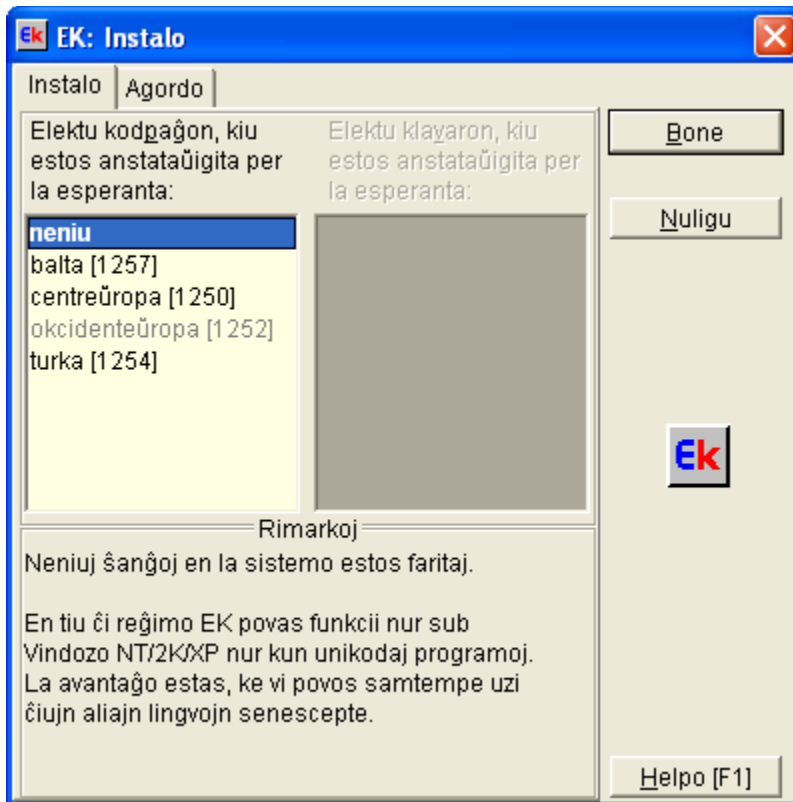 Ek EK: Instalo
Instalo Agordo
Elektu kodpaĝon, kiu
estos anstataŭigita per
la esperanta:
Elektu klavaron, kiu
estos anstataŭigita per
la esperanta:
Bone
Nuligu
neniu
balta [1257]
centreŭropa [1250]
okcidenteŭropa [1252]
turka [1254]
Ek
Rimarkoj
Neniuj ŝanĝoj en la sistemo estos faritaj.
En tiu ĉi reĝimo EK povas funkcii nur sub
Vindozo NT/2K/XP nur kun unikodaj programoj.
La avantaĝo estas, ke vi povos samtempe uzi
ĉiujn aliajn lingvojn senescepte.
Helpo [F1]